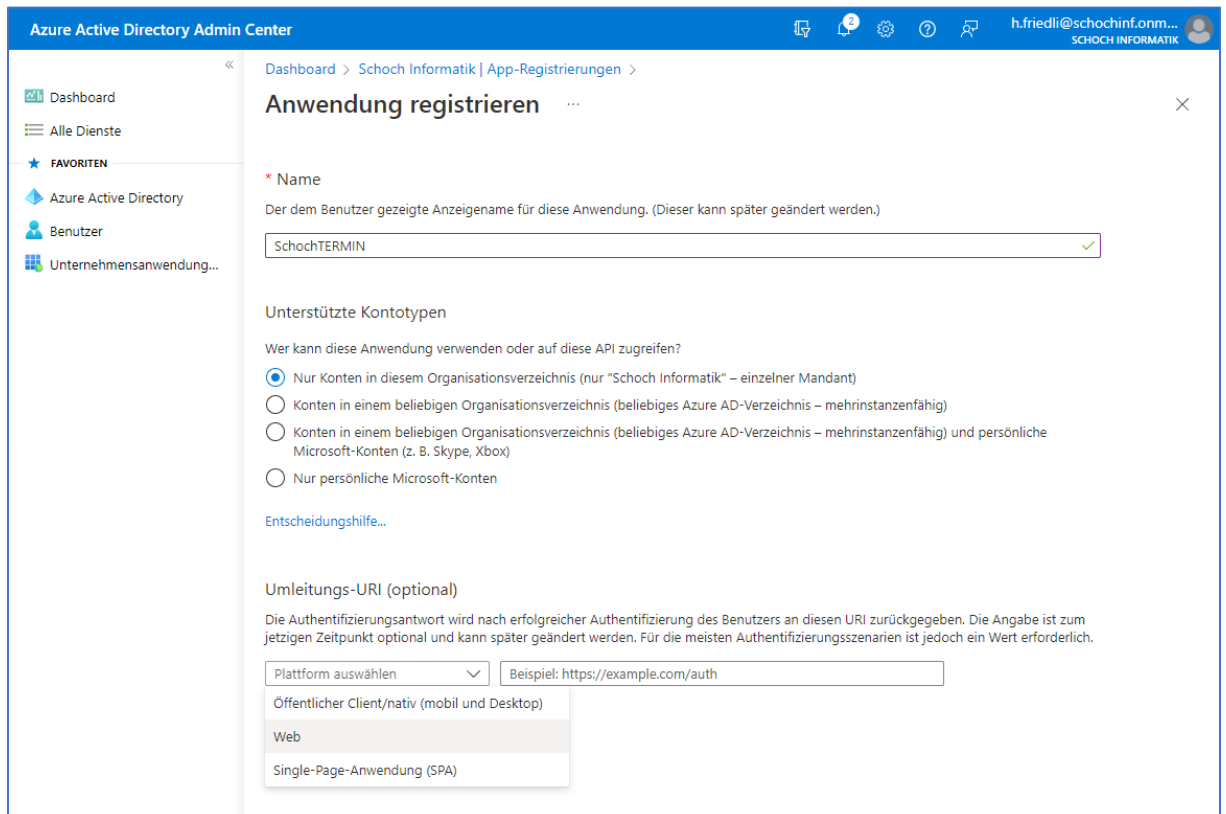 Azure Active Directory Admin Center
2
h.friedli@schochinf.onm...
SCHOCH INFORMATIK
«
Dashboard
Alle Dienste
FAVORITEN
Azure Active Directory
Benutzer
Unternehmensanwendung...
Dashboard > Schoch Informatik | App-Registrierungen >
Anwendung registrieren ...
* Name
Der dem Benutzer gezeigte Anzeigename für diese Anwendung. (Dieser kann später geändert werden.)
SchochTERMIN
Unterstützte Kontotypen
Wer kann diese Anwendung verwenden oder auf diese API zugreifen?
Nur Konten in diesem Organisationsverzeichnis (nur "Schoch Informatik" – einzelner Mandant)
Konten in einem beliebigen Organisationsverzeichnis (beliebiges Azure AD-Verzeichnis – mehrinstanzenfähig)
Konten in einem beliebigen Organisationsverzeichnis (beliebiges Azure AD-Verzeichnis – mehrinstanzenfähig) und persönliche
Microsoft-Konten (z. B. Skype, Xbox)
Nur persönliche Microsoft-Konten
Entscheidungshilfe...
Umleitungs-URI (optional)
Die Authentifizierungsantwort wird nach erfolgreicher Authentifizierung des Benutzers an diesen URI zurückgegeben. Die Angabe ist zum
jetzigen Zeitpunkt optional und kann später geändert werden. Für die meisten Authentifizierungsszenarien ist jedoch ein Wert erforderlich.
Plattform auswählen
Beispiel: https://example.com/auth
Öffentlicher Client/nativ (mobil und Desktop)
Web
Single-Page-Anwendung (SPA)